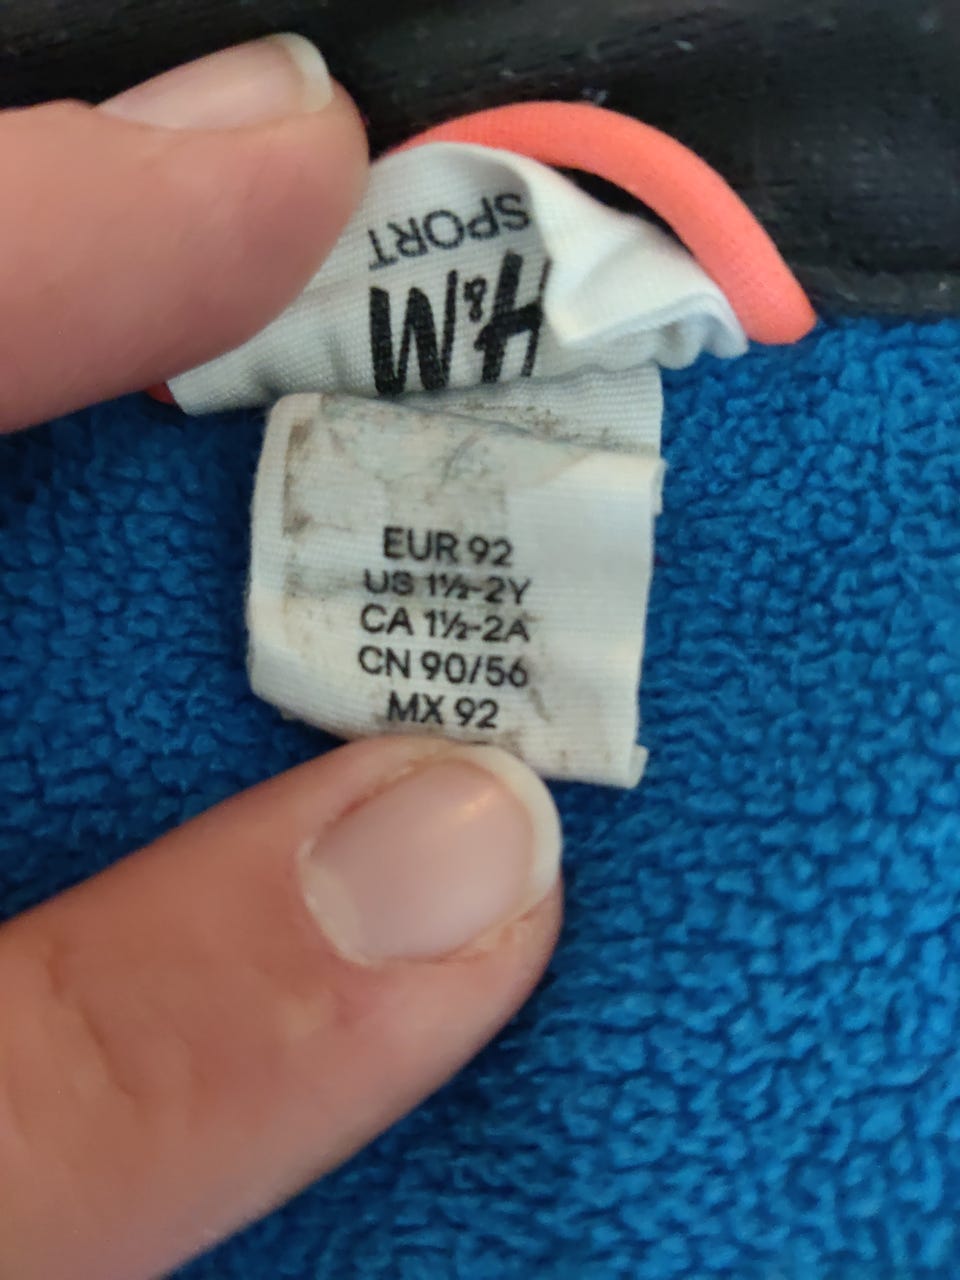 SPORT
H&M
EUR 92
US 1½-2Y
CA 1½-2A
CN 90/56
MX 92